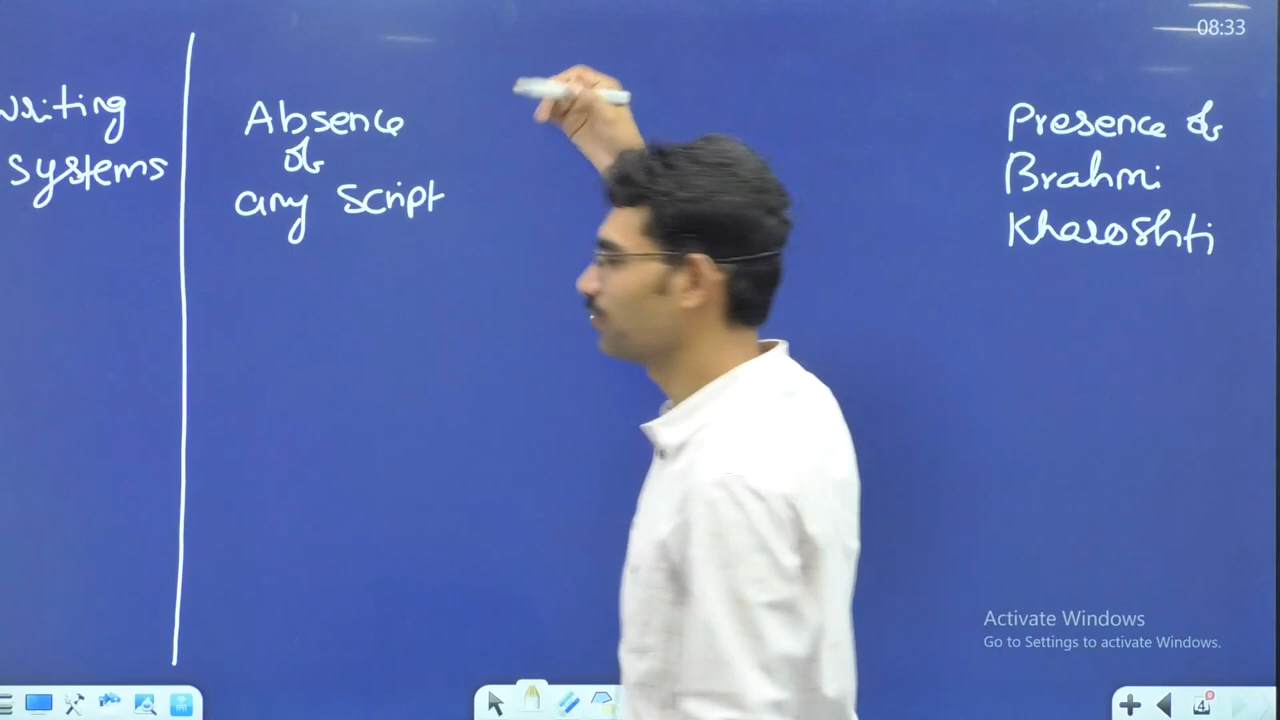 08:33
writing
systems
Absence
of
any script
Presence of
Brahmi
Kharoshti
Activate Windows
Go to Settings to activate Windows.
4